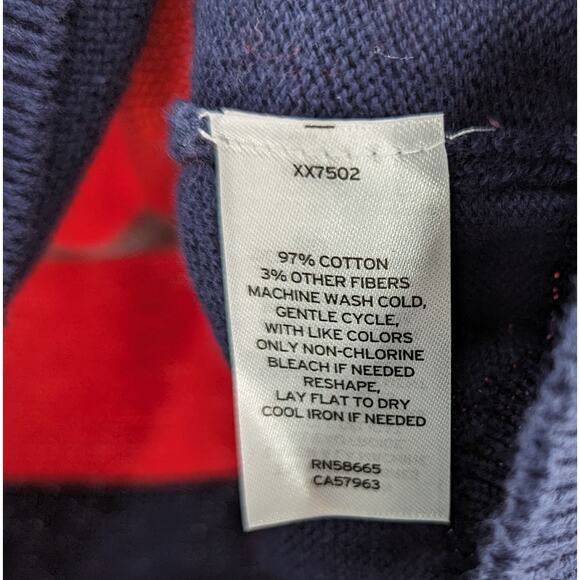 XX7502
97% COTTON
3% OTHER FIBERS
MACHINE WASH COLD,
GENTLE CYCLE,
WITH LIKE COLORS
ONLY NON-CHLORINE
BLEACH IF NEEDED
RESHAPE,
LAY FLAT TO DRY
COOL IRON IF NEEDED
RN58665
CA57963